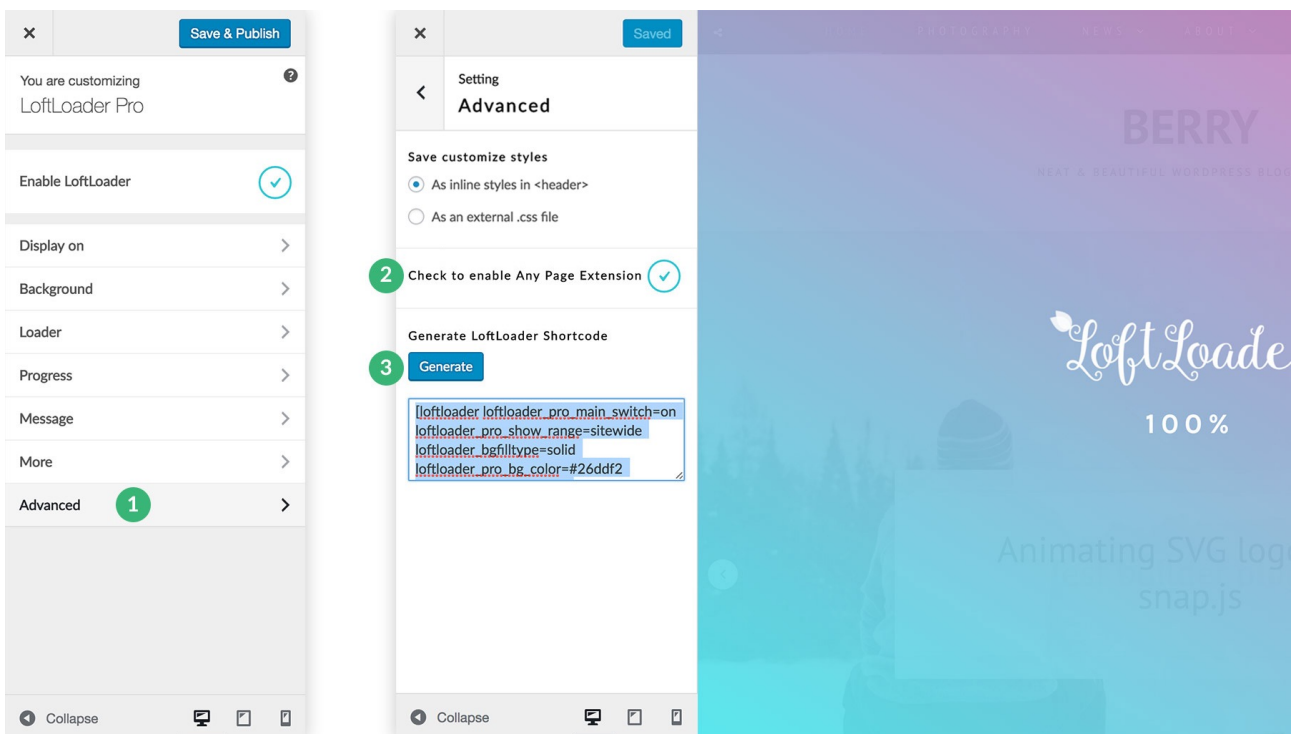 Save & Publish
You are customizing
LoftLoader Pro
Enable LoftLoader
Display on
Background
Loader
Progress
Message
More
Advanced
1
Collapse
Saved
Setting
Advanced
Save customize styles
As inline styles in <header>
As an external .css file
2
Check to enable Any Page Extension
Generate LoftLoader Shortcode
3
Generate
[loftloader loftloader_pro_main_switch=on
loftloader_pro_show_range=sitewide
loftloader_bgfilltype=solid
loftloader_pro_bg_color=#26ddf2
Collapse
PHOTOGRAPHY NEWS ABOUT
BERRY
NEAT & BEAUTIFUL WORDPRESS BLO
LoftLoade
100%
Animating SVG log
snap.js